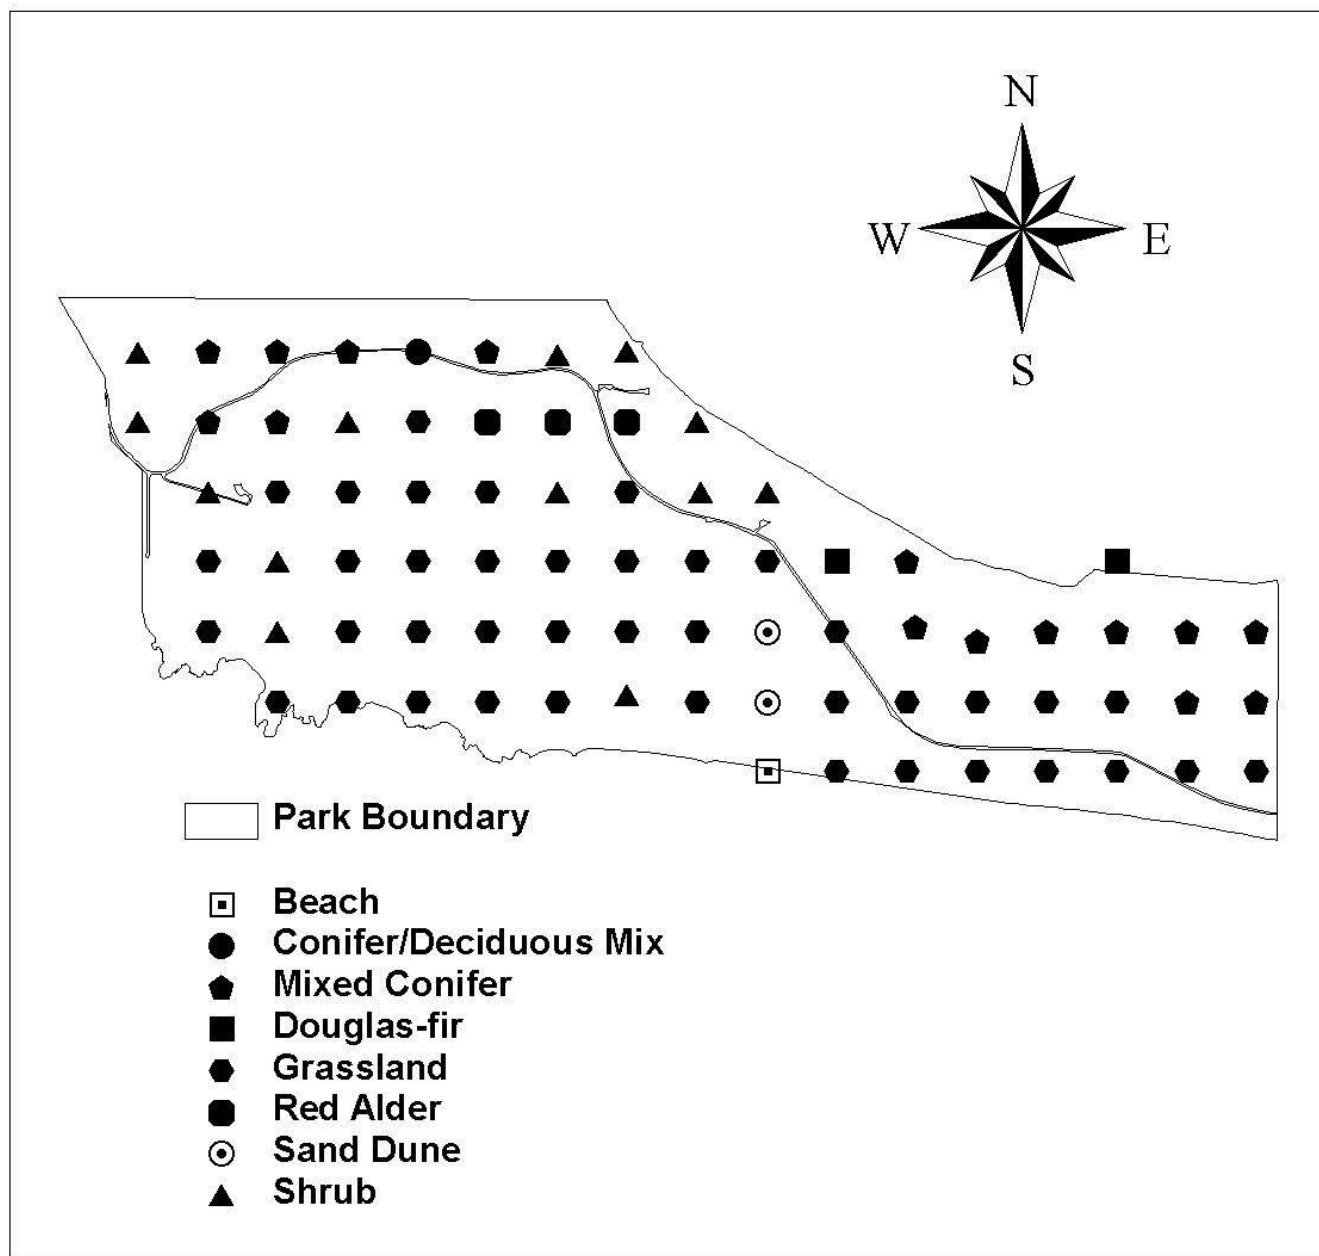 N
W E
S
Park Boundary
Beach
Conifer/Deciduous Mix
Mixed Conifer
Douglas-fir
Grassland
Red Alder
Sand Dune
Shrub